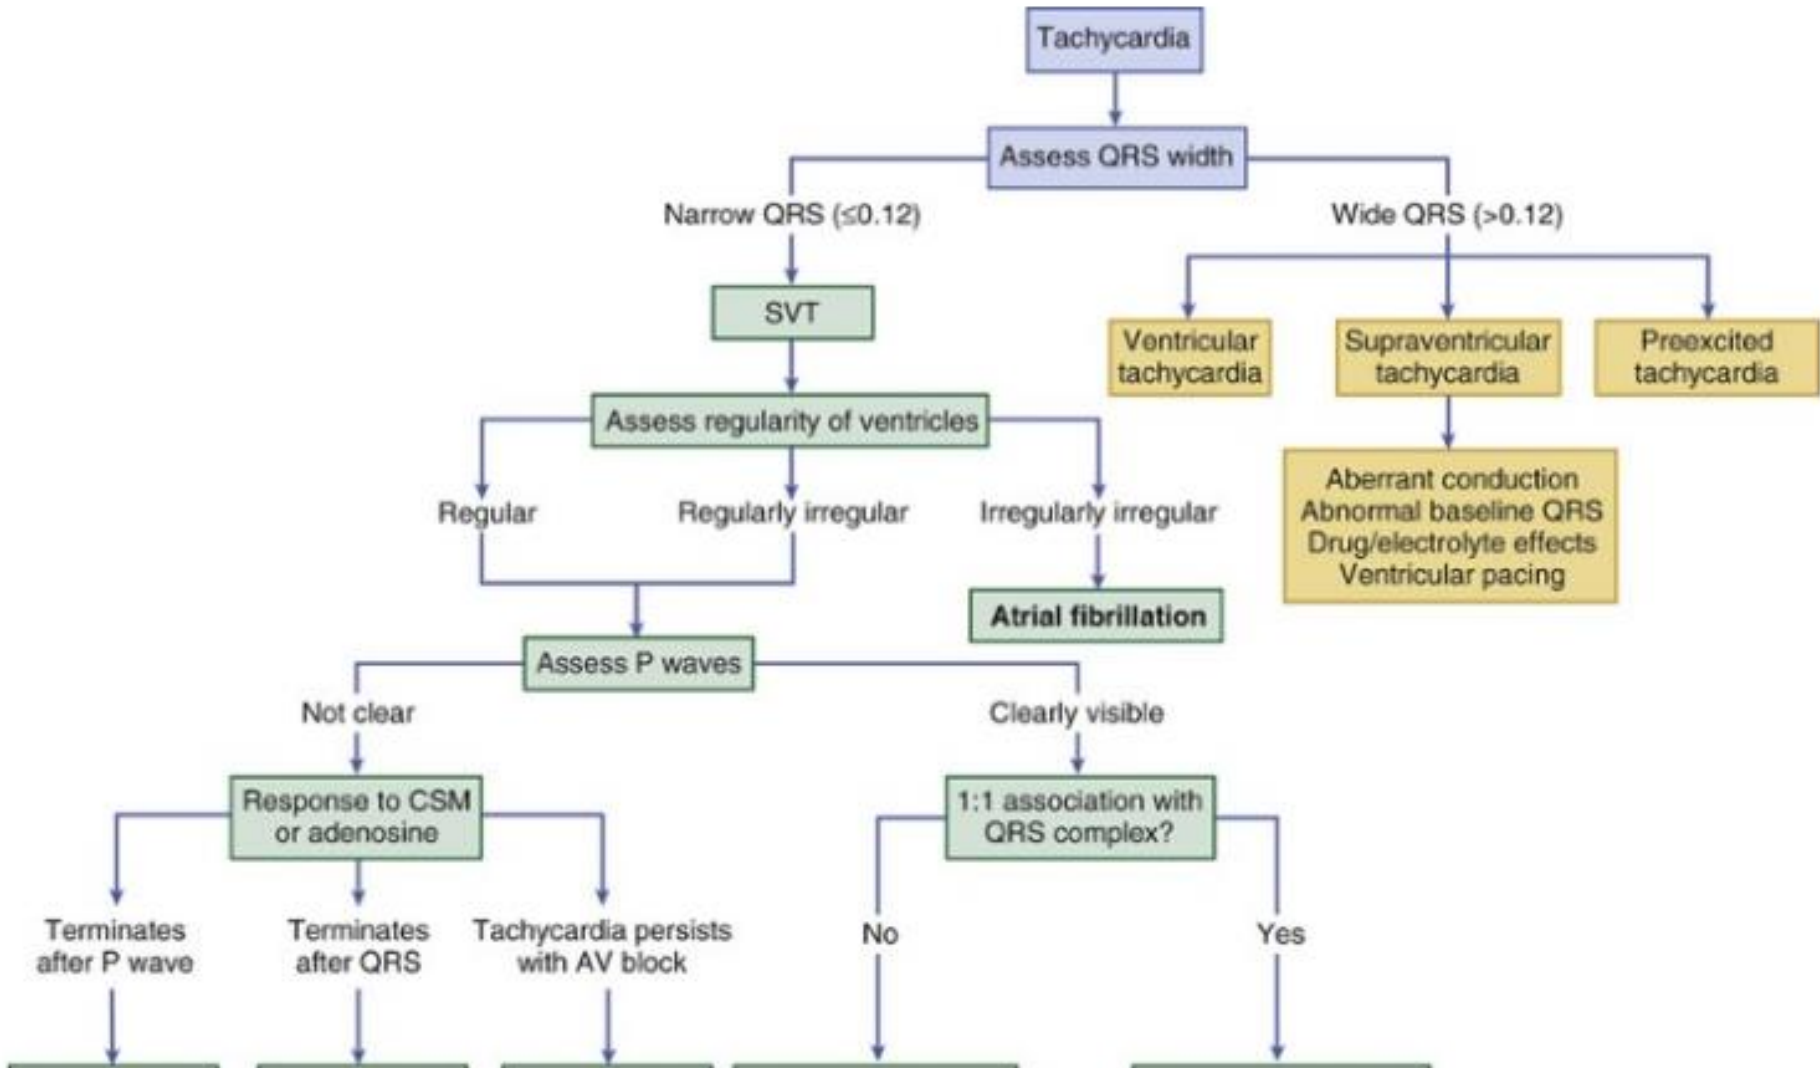 Tachycardia
Assess QRS width
Narrow QRS (≤0.12)
Wide QRS (>0.12)
SVT
Ventricular
tachycardia
Supraventricular
tachycardia
Preexcited
tachycardia
Assess regularity of ventricles
Aberrant conduction
Abnormal baseline QRS
Drug/electrolyte effects
Ventricular pacing
Regular
Regularly irregular
Irregularly irregular
Atrial fibrillation
Assess P waves
Not clear
Clearly visible
Response to CSM
or adenosine
1:1 association with
QRS complex?
Terminates
after P wave
Terminates
after QRS
Tachycardia persists
with AV block
No
Yes